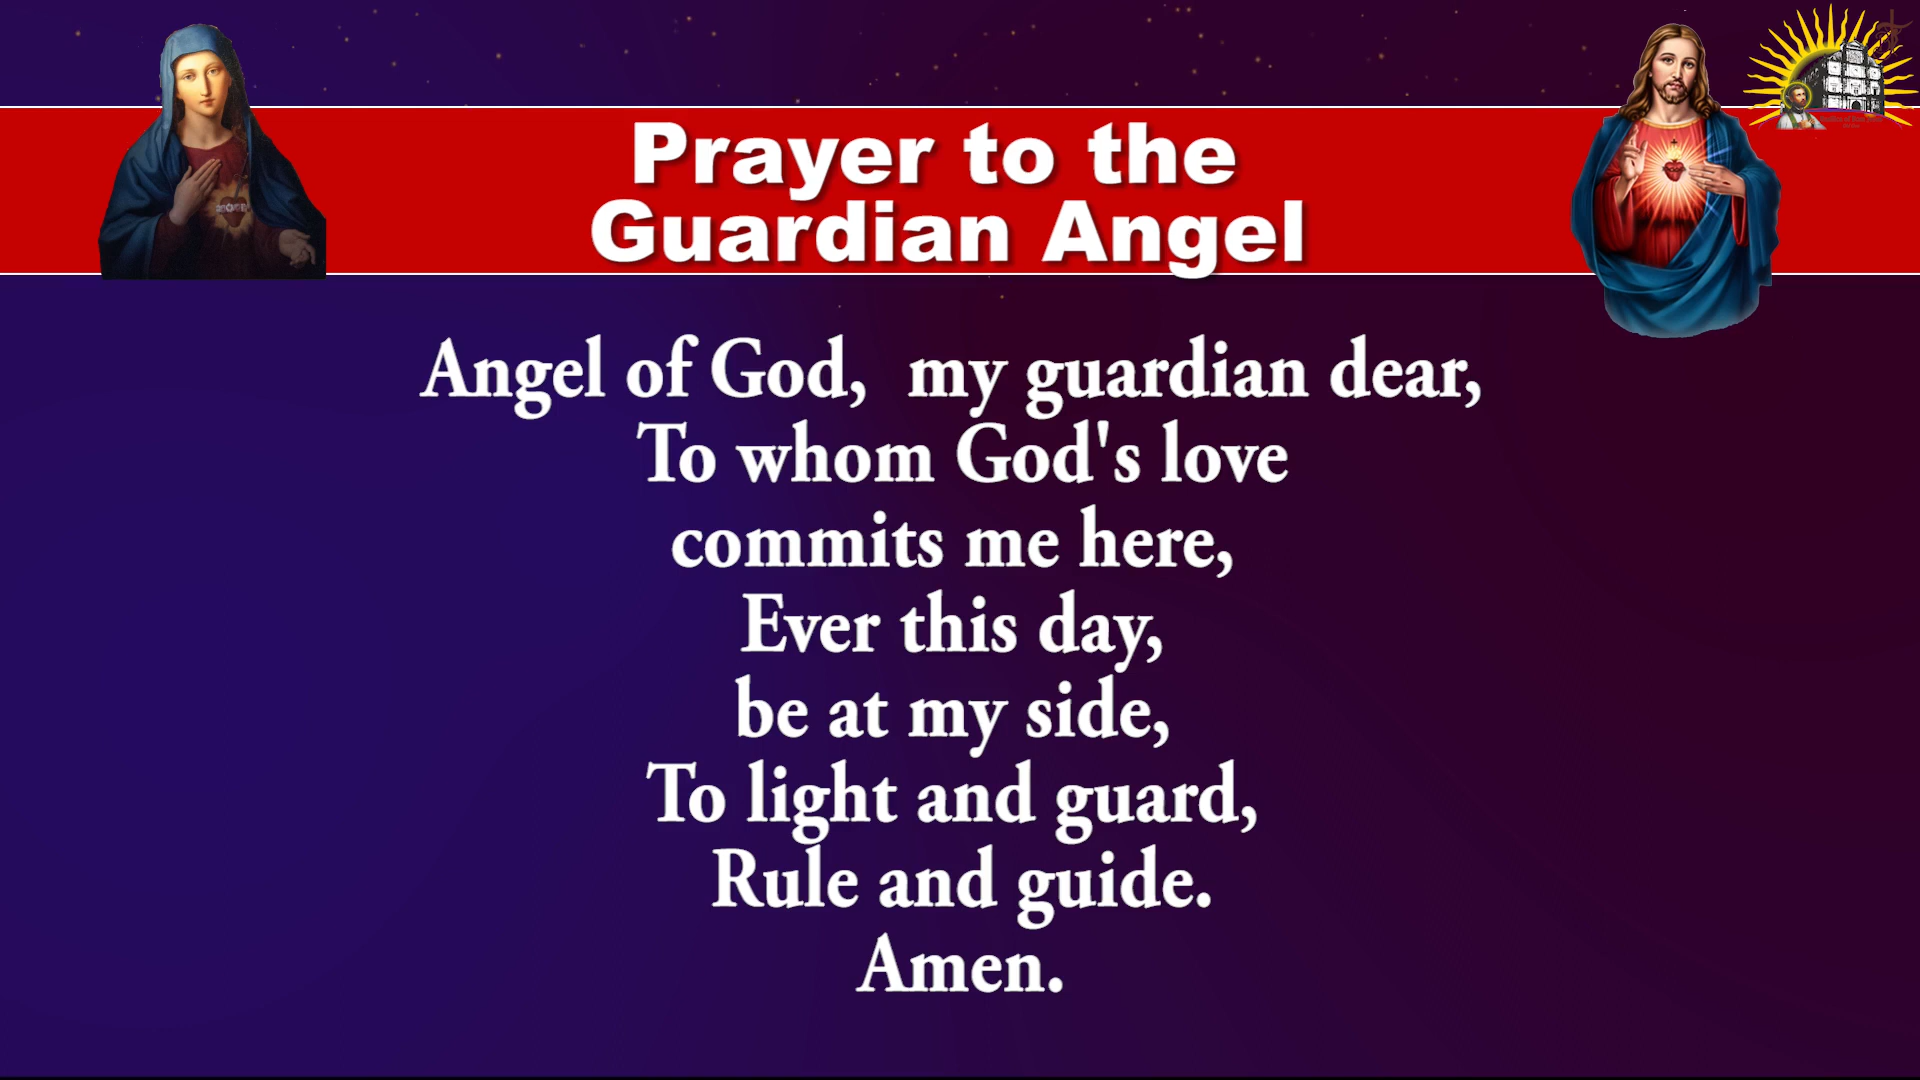 Prayer to the
Guardian Angel
Angel of God,  my guardian dear,
To whom God's love
commits me here,
Ever this day,
be at my side,
To light and guard,
Rule and guide.
Amen.